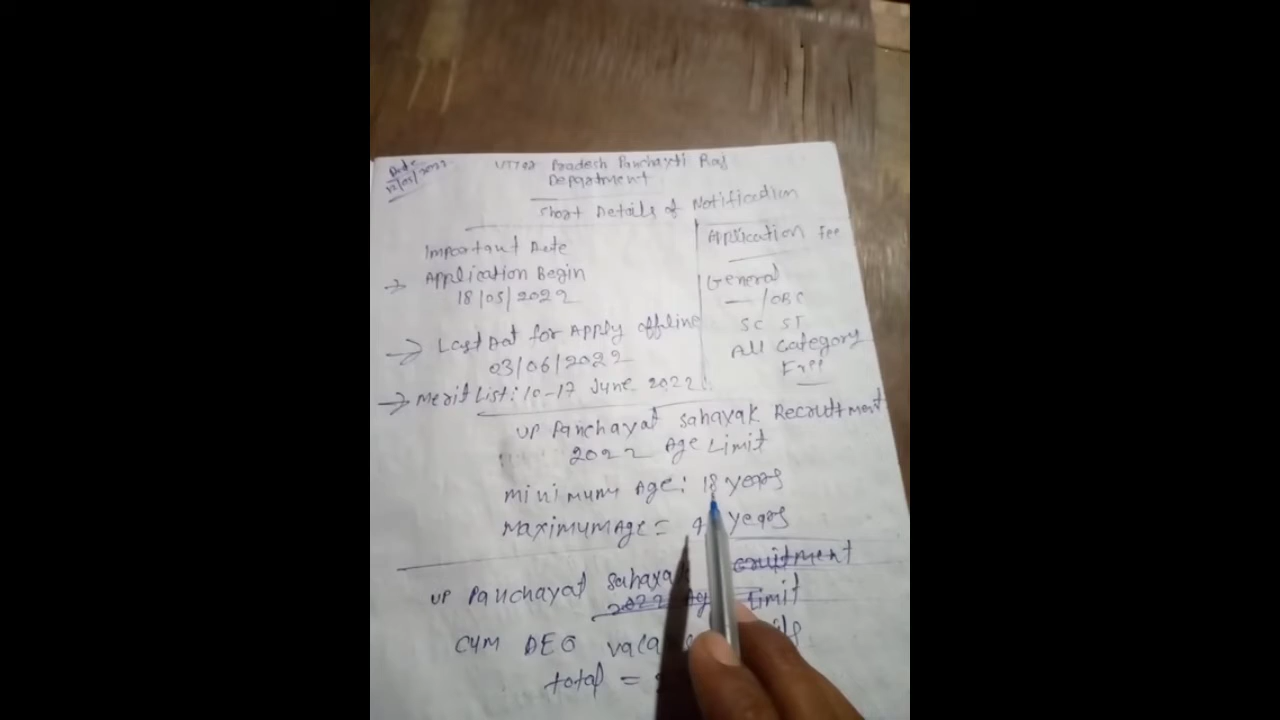 Date
Uttar Pradesh Panchayti Raj
Department
Short Details of Notification
Important Date
→ Application Begin
18/05/2022
→ Last Dat for Apply offline
03/06/2022
→ Merit List: 10-17 June 2022
Application Fee
General
/OBC
SC ST
All Category
Free
UP Panchayat Sahayak Recruitment
2022 Age Limit
Minimum Age: 18 years
Maximum Age = years
UP Panchayat
2022 Limit
CUM DEO
total =